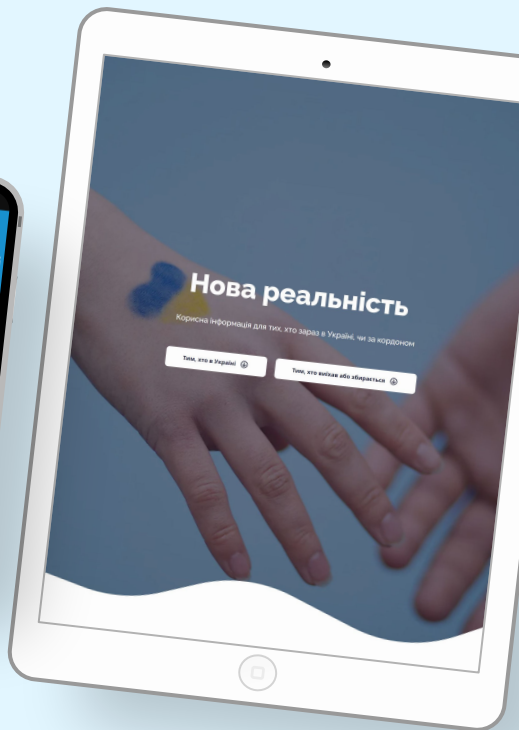 Нова реальність
Корисна інформація для тих, хто зараз в Україні, чи за кордоном
Тим, хто в Україні
Тим, хто виїхав або збирається